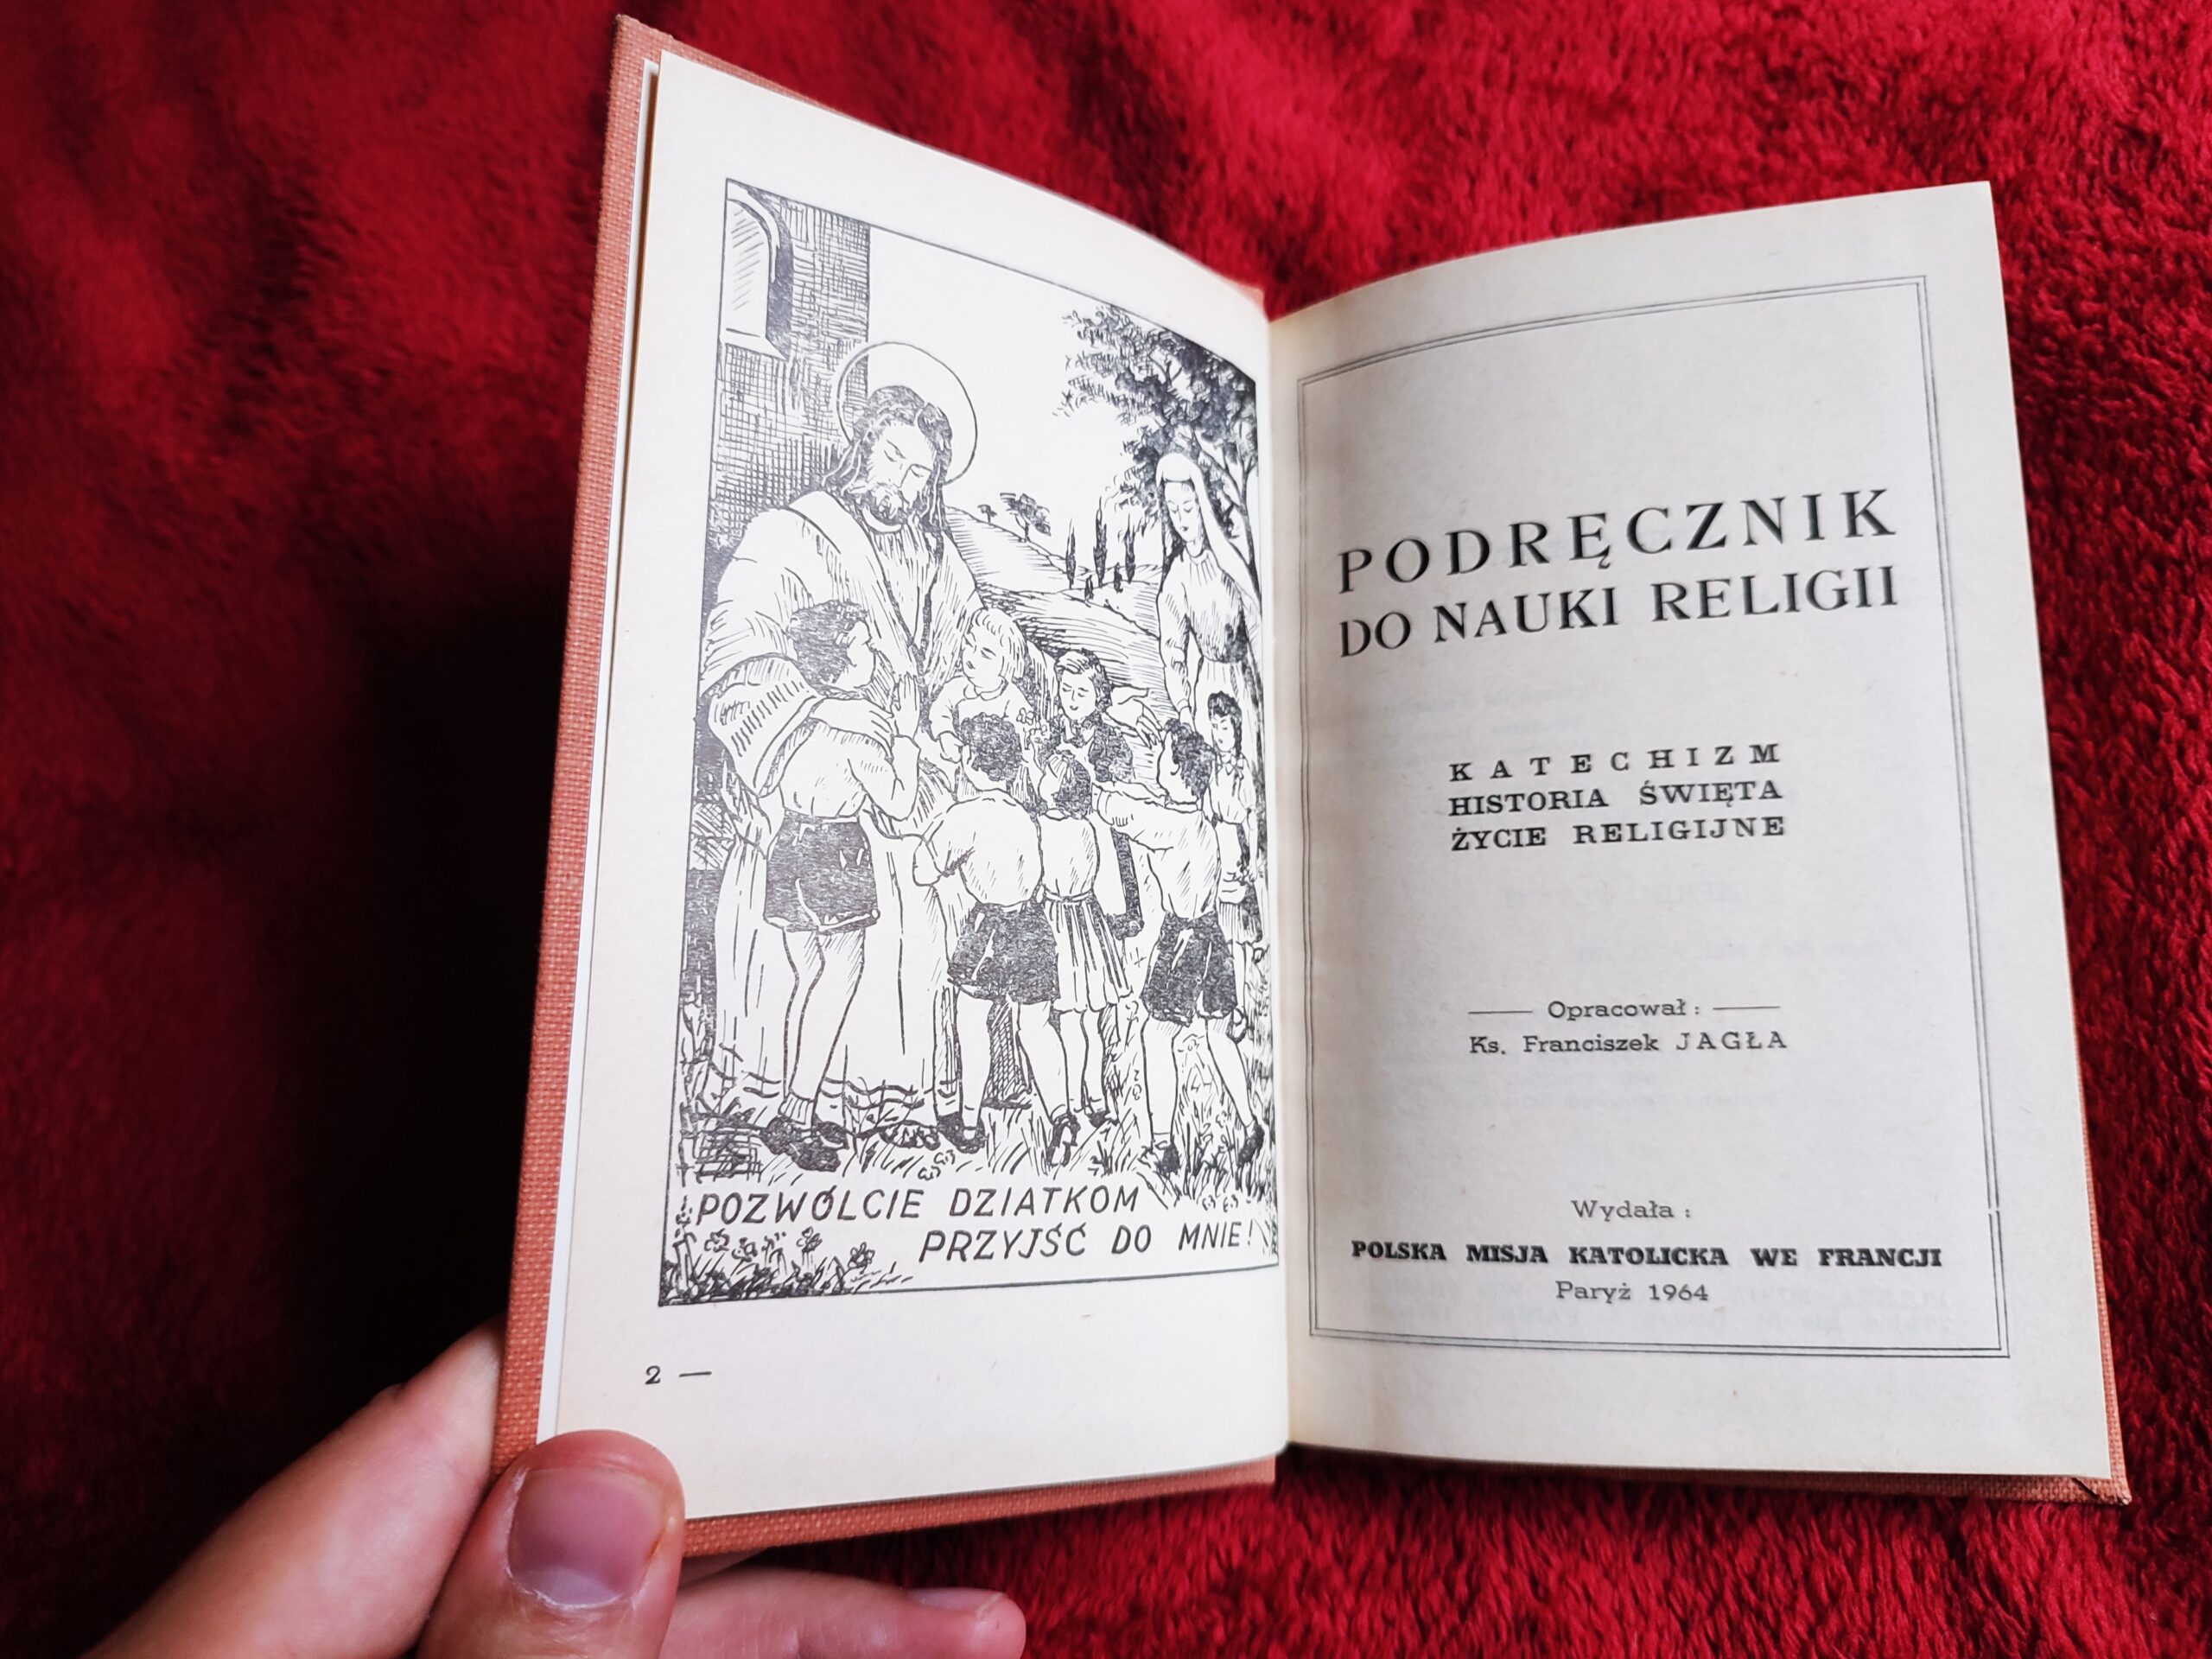 POZWÓLCIE DZIATKOM
PRZYJŚĆ DO MNIE!
2 —
PODRĘCZNIK
DO NAUKI RELIGII
KATECHIZM
HISTORIA ŚWIĘTA
ŻYCIE RELIGIJNE
Opracował :
Ks. Franciszek JAGŁA
Wydała :
POLSKA MISJA KATOLICKA WE FRANCJI
Paryż 1964